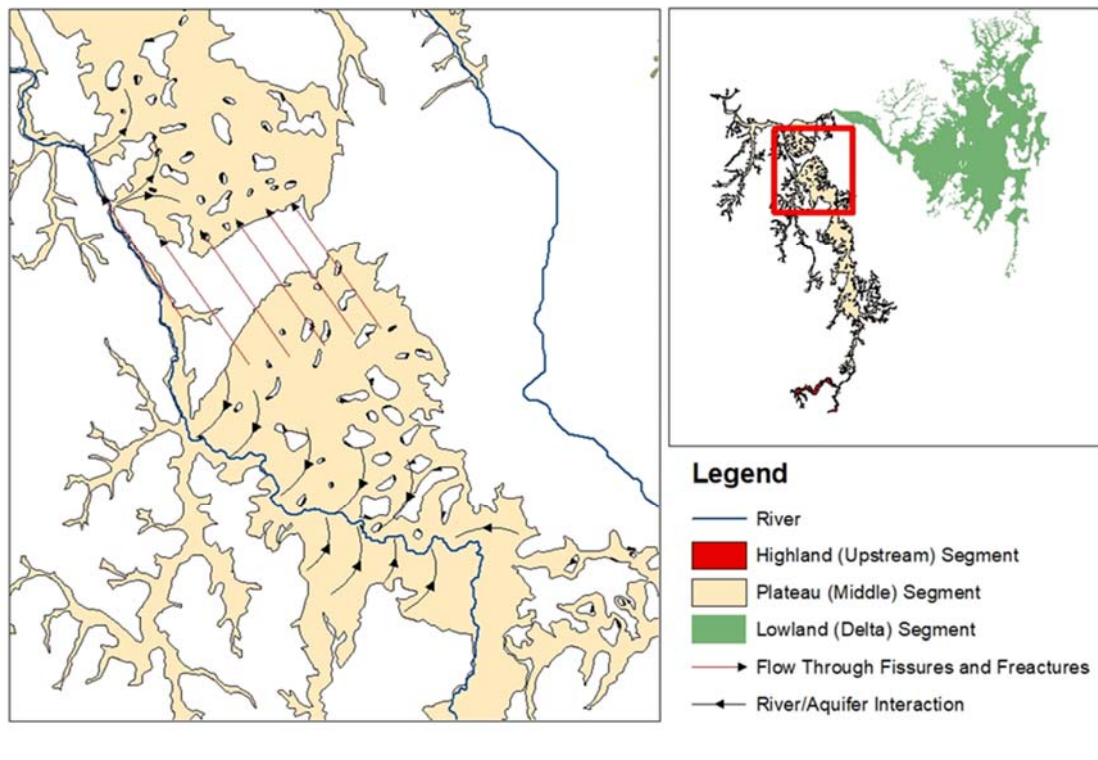 Legend
River
Highland (Upstream) Segment
Plateau (Middle) Segment
Lowland (Delta) Segment
Flow Through Fissures and Freactures
River/Aquifer Interaction